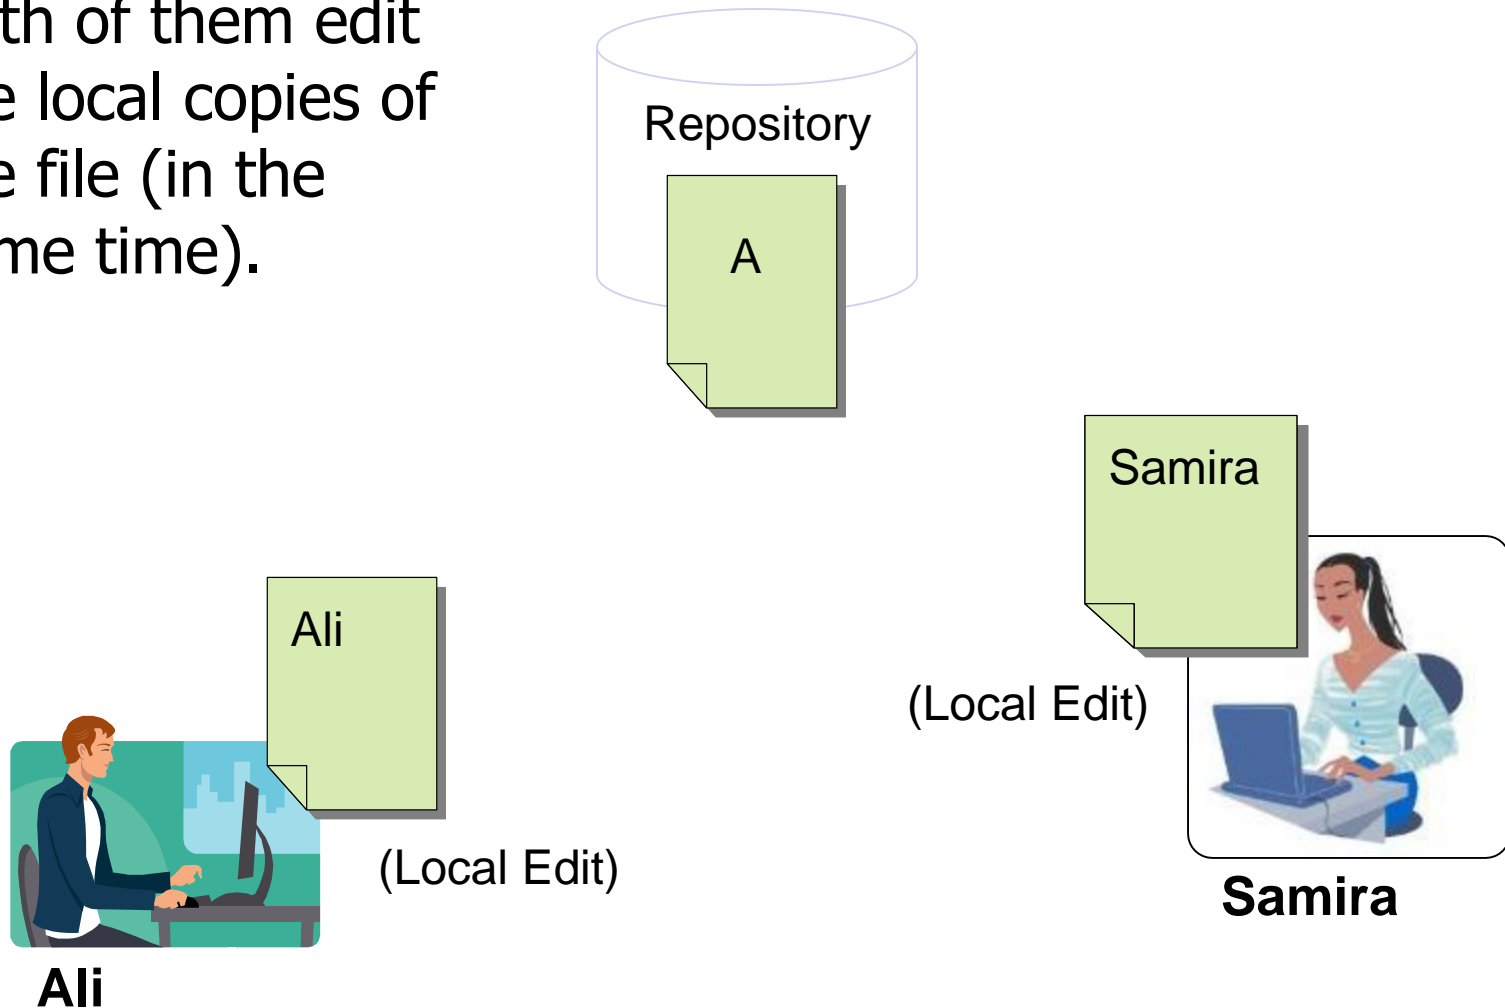 th of them edit
e local copies of
e file (in the
me time).
Repository
A
Samira
Ali
(Local Edit)
(Local Edit)
Samira
Ali